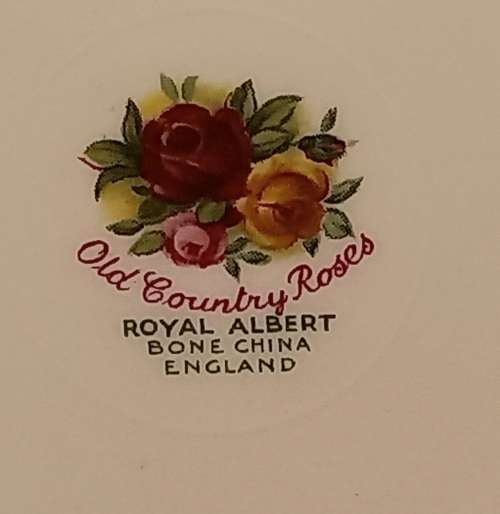 Old Country Roses
ROYAL ALBERT
BONE CHINA
ENGLAND